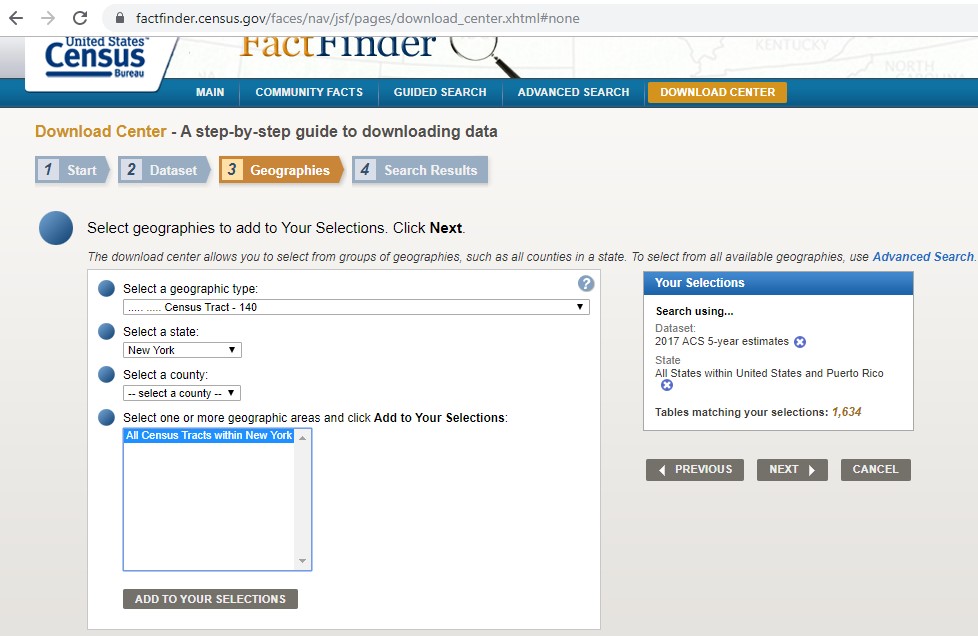 factfinder.census.gov/faces/nav/jsf/pages/download_center.xhtml#none
United States™
Census
Bureau
FactFinder
KENTUCKY
VA
NORTH
CAROLINA
MAIN COMMUNITY FACTS GUIDED SEARCH ADVANCED SEARCH DOWNLOAD CENTER
Download Center - A step-by-step guide to downloading data
1 Start 2 Dataset 3 Geographies 4 Search Results
Select geographies to add to Your Selections. Click Next.
The download center allows you to select from groups of geographies, such as all counties in a state. To select from all available geographies, use Advanced Search.
Select a geographic type: ?
..... ..... Census Tract - 140
Select a state:
New York
Select a county:
-- select a county --
Select one or more geographic areas and click Add to Your Selections:
All Census Tracts within New York
ADD TO YOUR SELECTIONS
Your Selections
Search using...
Dataset:
2017 ACS 5-year estimates
State
All States within United States and Puerto Rico
Tables matching your selections: 1,634
PREVIOUS NEXT CANCEL